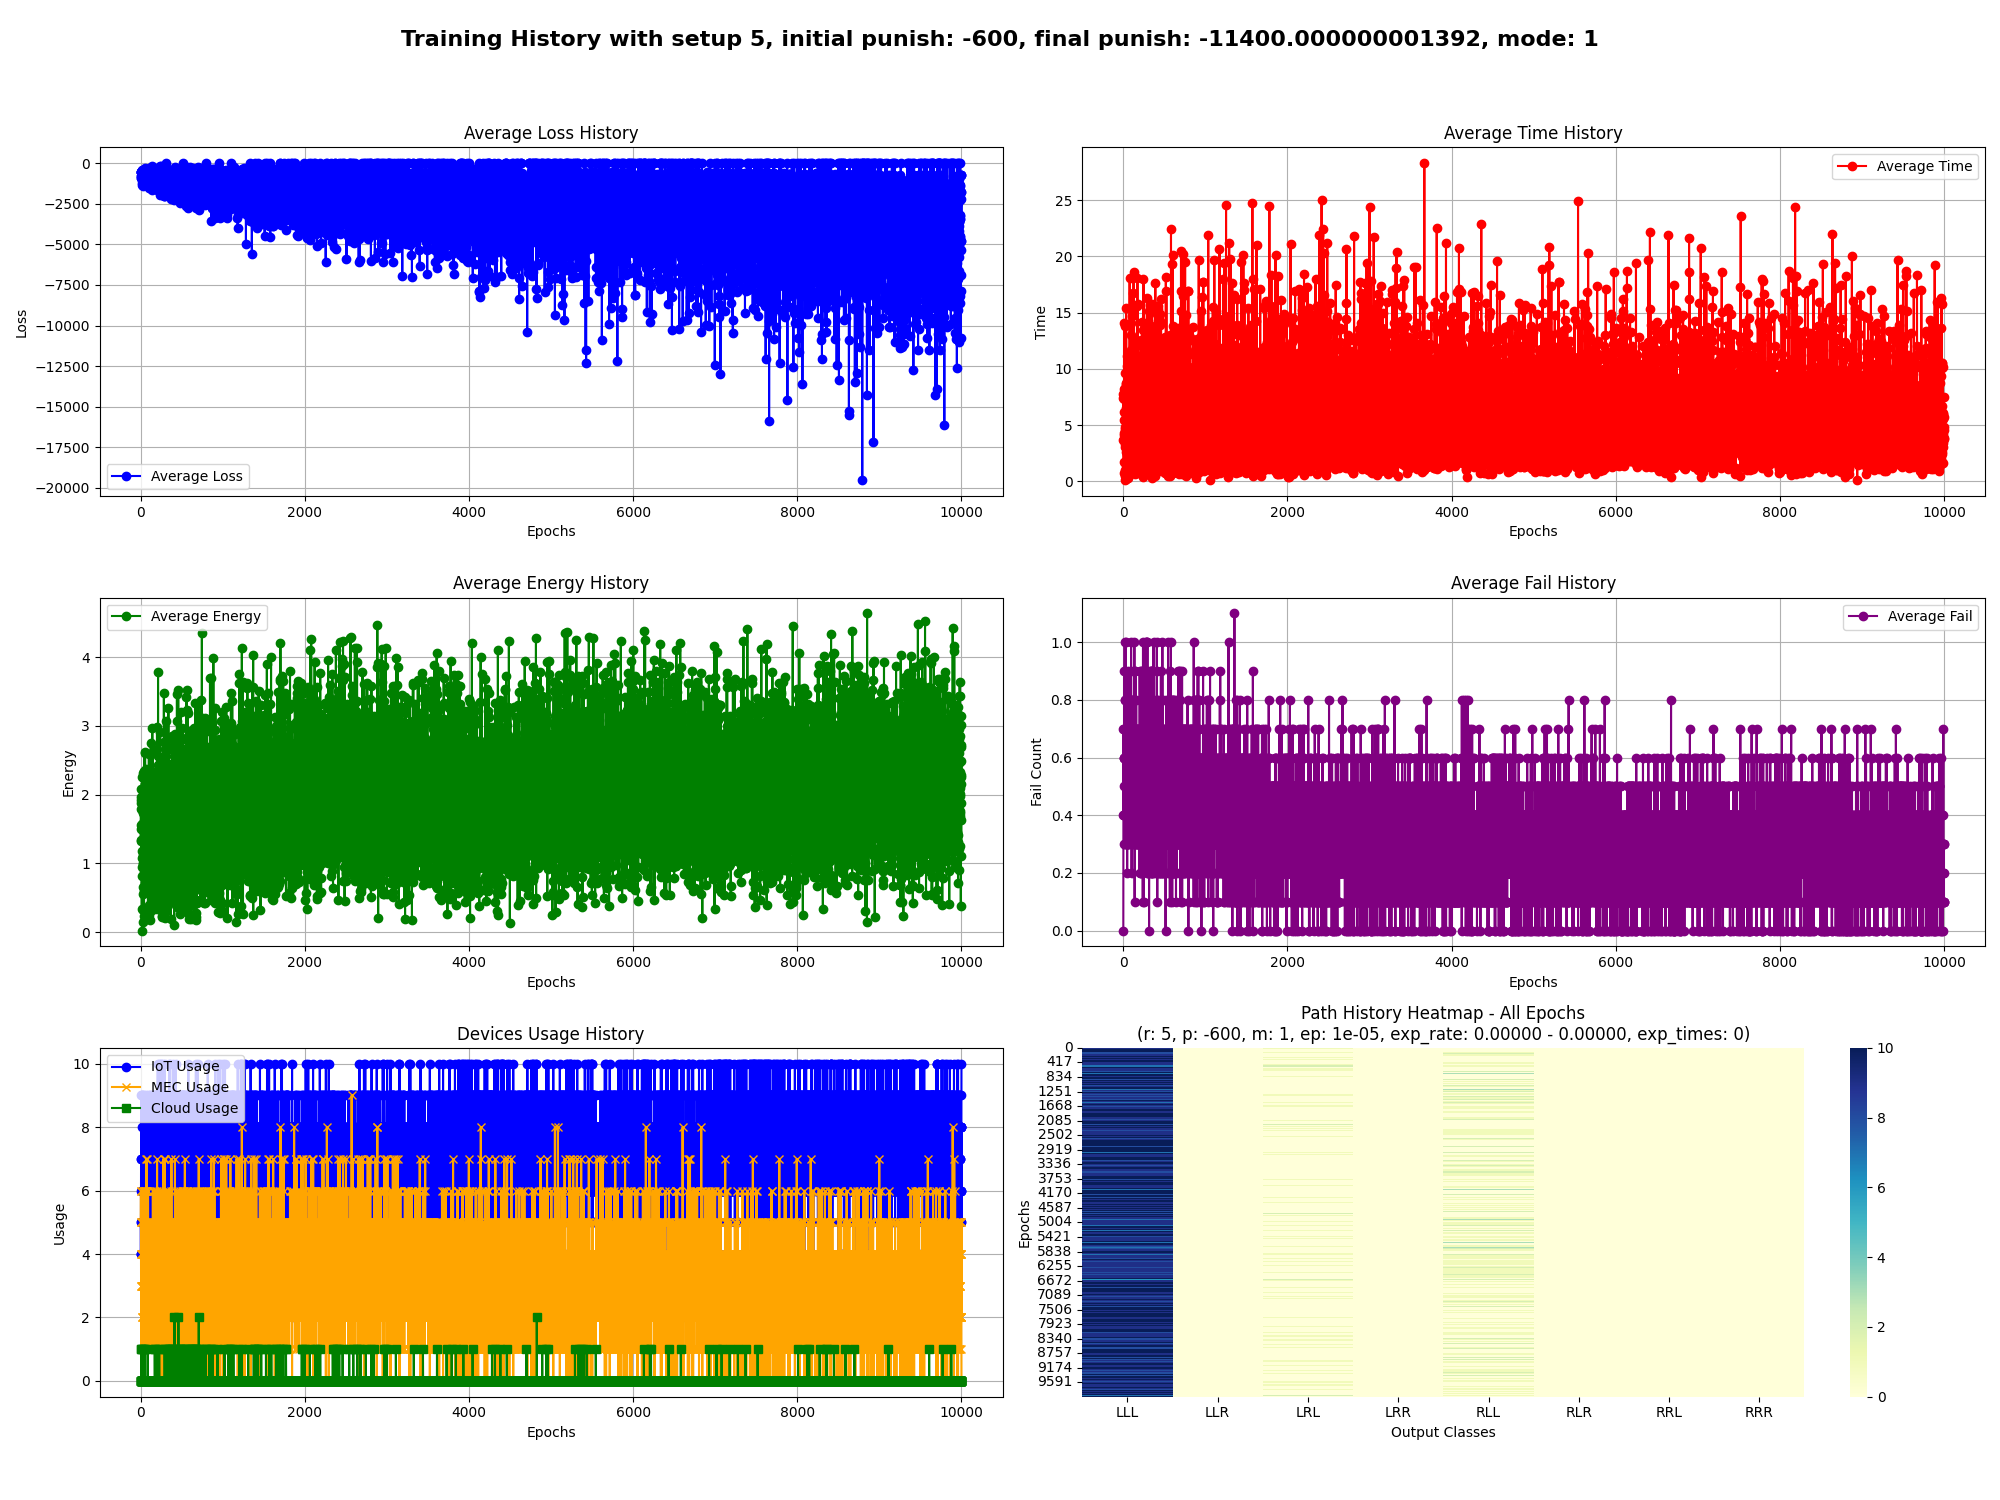 Training History with setup 5, initial punish: -600, final punish: -11400.000000001392, mode: 1
Average Loss History
0
−2500
−5000
−7500
−10000
−12500
−15000
−17500
−20000
Loss
Average Loss
0 2000 4000 6000 8000 10000
Epochs
Average Time History
25
20
15
10
5
0
Time
Average Time
0 2000 4000 6000 8000 10000
Epochs
Average Energy History
4
3
2
1
0
Energy
Average Energy
0 2000 4000 6000 8000 10000
Epochs
Average Fail History
1.0
0.8
0.6
0.4
0.2
0.0
Fail Count
Average Fail
0 2000 4000 6000 8000 10000
Epochs
Devices Usage History
10
8
6
4
2
0
Usage
IoT Usage
MEC Usage
Cloud Usage
0 2000 4000 6000 8000 10000
Epochs
Path History Heatmap - All Epochs
(r: 5, p: -600, m: 1, ep: 1e-05, exp_rate: 0.00000 - 0.00000, exp_times: 0)
0
417
834
1251
1668
2085
2502
2919
3336
3753
4170
4587
5004
5421
5838
6255
6672
7089
7506
7923
8340
8757
9174
9591
Epochs
LLL LLR LRL LRR RLL RLR RRL RRR
Output Classes
10
8
6
4
2
0